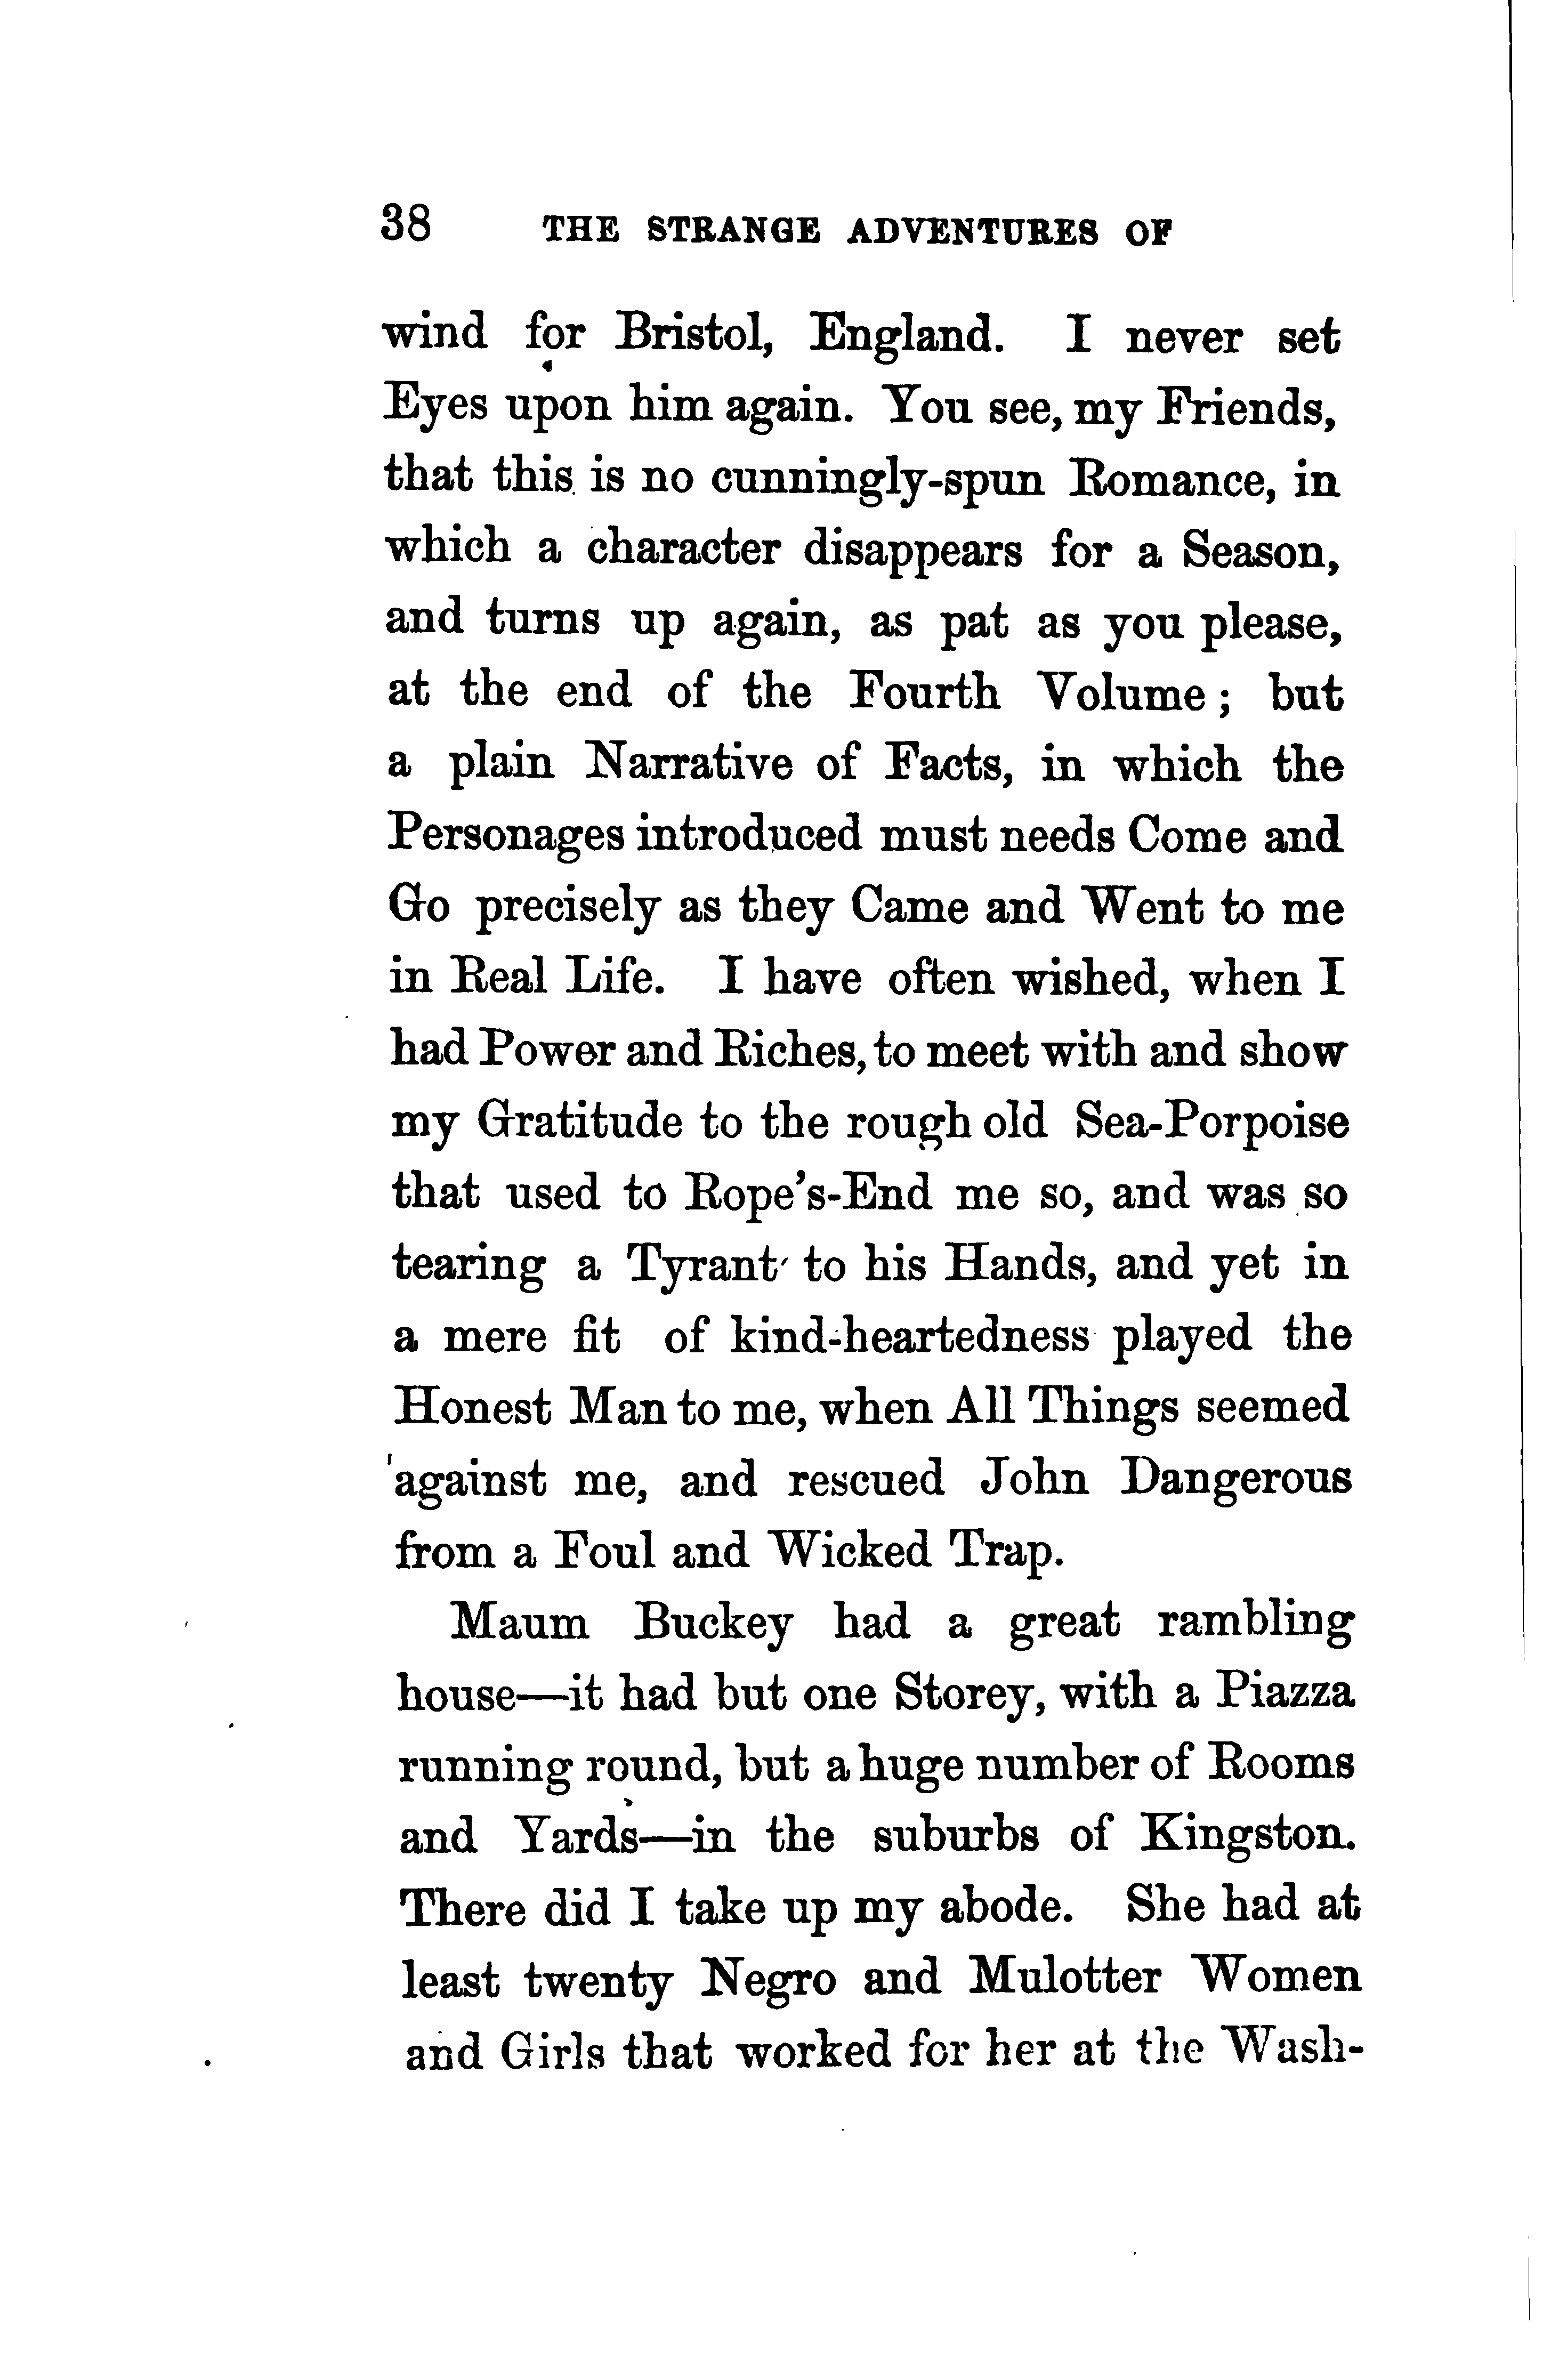 38 THE STRANGE ADVENTURES OF
wind for Bristol, England. I never set
Eyes upon him again. You see, my Friends,
that this is no cunningly-spun Romance, in
which a character disappears for a Season,
and turns up again, as pat as you please,
at the end of the Fourth Volume; but
a plain Narrative of Facts, in which the
Personages introduced must needs Come and
Go precisely as they Came and Went to me
in Real Life. I have often wished, when I
had Power and Riches, to meet with and show
my Gratitude to the rough old Sea-Porpoise
that used to Rope's-End me so, and was so
tearing a Tyrant to his Hands, and yet in
a mere fit of kind-heartedness played the
Honest Man to me, when All Things seemed
against me, and rescued John Dangerous
from a Foul and Wicked Trap.
Maum Buckey had a great rambling
house—it had but one Storey, with a Piazza
running round, but a huge number of Rooms
and Yards—in the suburbs of Kingston.
There did I take up my abode. She had at
least twenty Negro and Mulotter Women
and Girls that worked for her at the Wash-